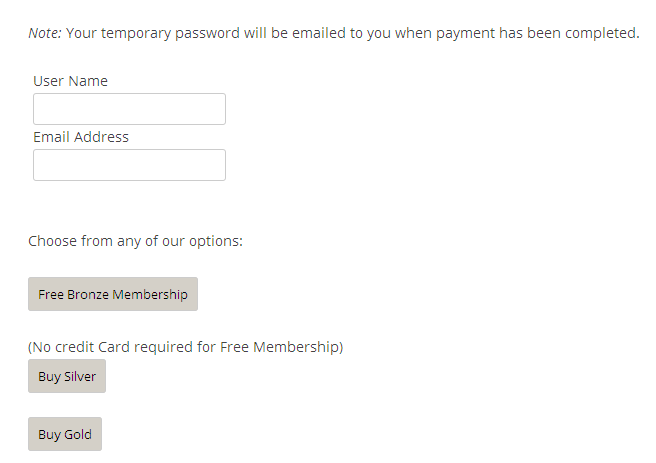 Note: Your temporary password will be emailed to you when payment has been completed.
User Name
Email Address
Choose from any of our options:
Free Bronze Membership
(No credit Card required for Free Membership)
Buy Silver
Buy Gold